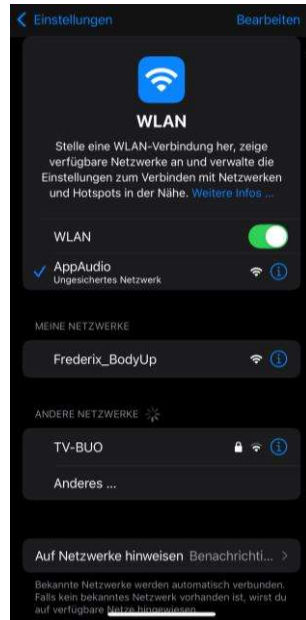 Einstellungen Bearbeiten
WLAN
Stelle eine WLAN-Verbindung her, zeige
verfügbare Netzwerke an und verwalte die
Einstellungen zum Verbinden mit Netzwerken
und Hotspots in der Nähe. Weitere Infos ...
WLAN
AppAudio
Ungesichertes Netzwerk
MEINE NETZWERKE
Frederix_BodyUp
ANDERE NETZWERKE
TV-BUO
Anderes ...
Auf Netzwerke hinweisen Benachrichti...
Bekannte Netzwerke werden automatisch verbunden.
Falls kein bekanntes Netzwerk vorhanden ist, wirst du
auf verfügbare Netze hingewiesen.